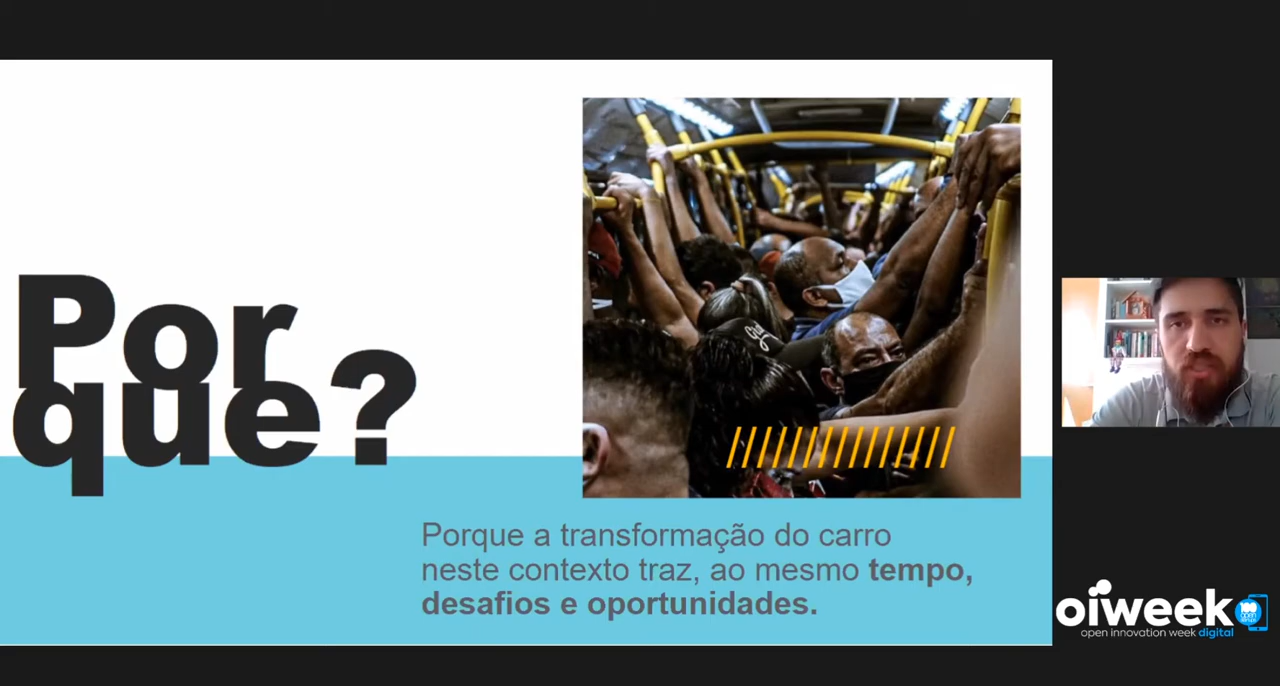 Por
que?
Porque a transformação do carro
neste contexto traz, ao mesmo tempo,
desafios e oportunidades.
oiweek
open innovation week digital